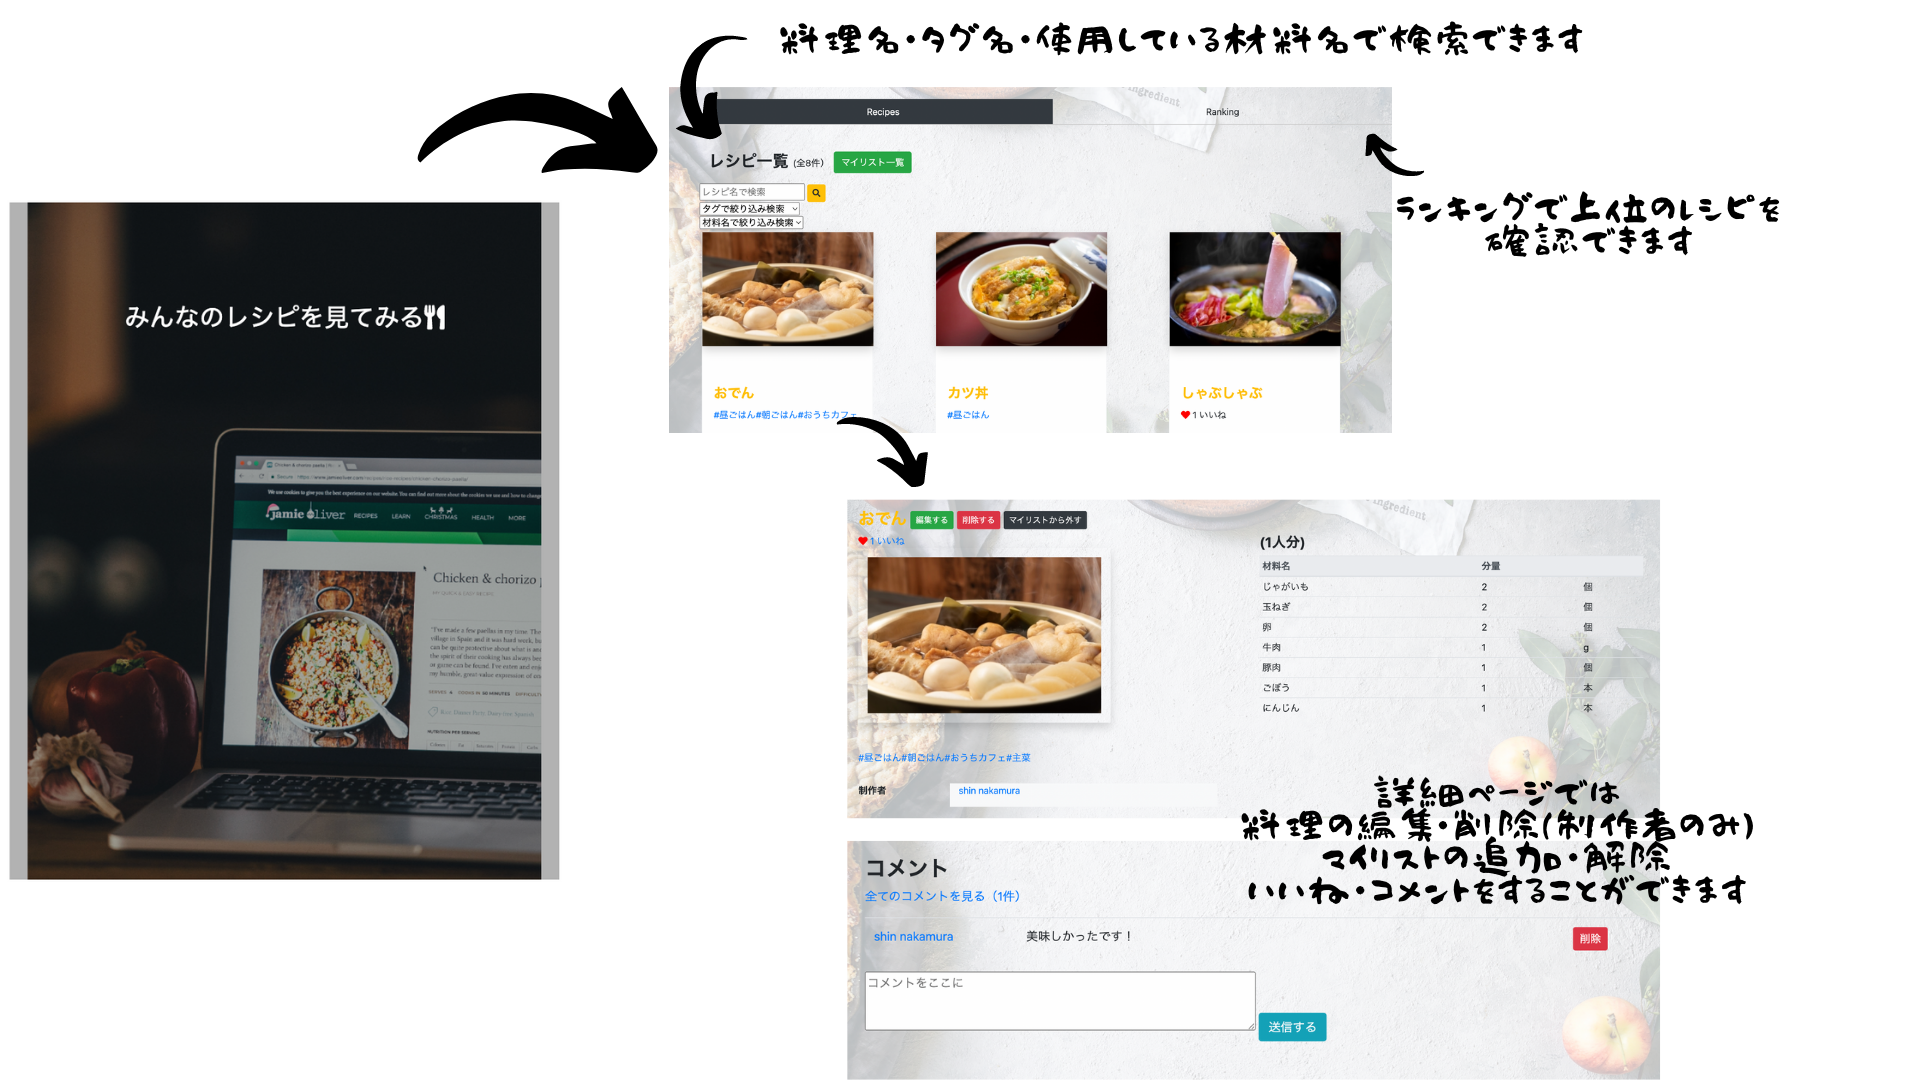 料理名・タグ名・使用している材料名で検索できます
Recipes
Ranking
レシピ一覧 (全8件) マイリスト一覧
レシピ名で検索
タグで絞り込み検索
材料名で絞り込み検索
ランキングで上位のレシピを
確認できます
おでん
#昼ごはん#朝ごはん#おうちカフェ
カツ丼
#昼ごはん
しゃぶしゃぶ
1 いいね
みんなのレシピを見てみる
Chicken & chorizo
jamie oliver RECIPES LEARN CHRISTMAS HEALTH MORE
おでん 編集する 削除する マイリストから外す
1 いいね
ingredient
(1人分)
材料名 分量
じゃがいも 2 個
玉ねぎ 2 個
卵 2 個
牛肉 1 g
豚肉 1 個
ごぼう 1 本
にんじん 1 本
#昼ごはん#朝ごはん#おうちカフェ#主菜
制作者 shin nakamura
詳細ページでは
料理の編集・削除(制作者のみ)
マイリストの追加・解除
いいね・コメントをすることができます
コメント
全てのコメントを見る（1件）
shin nakamura 美味しかったです！ 削除
コメントをここに
送信する